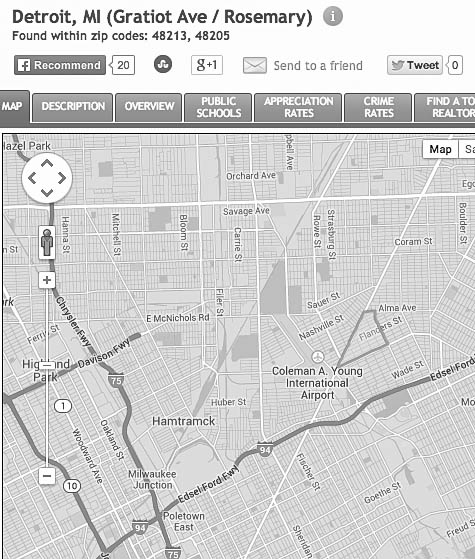 Detroit, MI (Gratiot Ave / Rosemary) i
Found within zip codes: 48213, 48205
Recommend 20
g+1
Send to a friend
Tweet 0
MAP
DESCRIPTION
OVERVIEW
PUBLIC
SCHOOLS
APPRECIATION
RATES
CRIME
RATES
FIND A TO
REALTOR
Hazel Park
Map
Sa
Orchard Ave
Savage Ave
Hanna St
Mitchell St
Bloom St
Carrie St
Rowe St
Strasburg St
Boulder St
Coram St
Chrysler Fwy
E McNichols Rd
Filer St
Sauer St
Nashville St
Alma Ave
Flanders St
Davison Fwy
Highland
Park
75
Coleman A. Young
International
Airport
Wade St
Edsel Ford
Huber St
1
Hamtramck
Oakland St
Woodward Ave
94
Milwaukee
Junction
Edsel Ford Fwy
Filscher St
10
Goethe St
Poletown
East
94
75
Sheridan St
Freud S